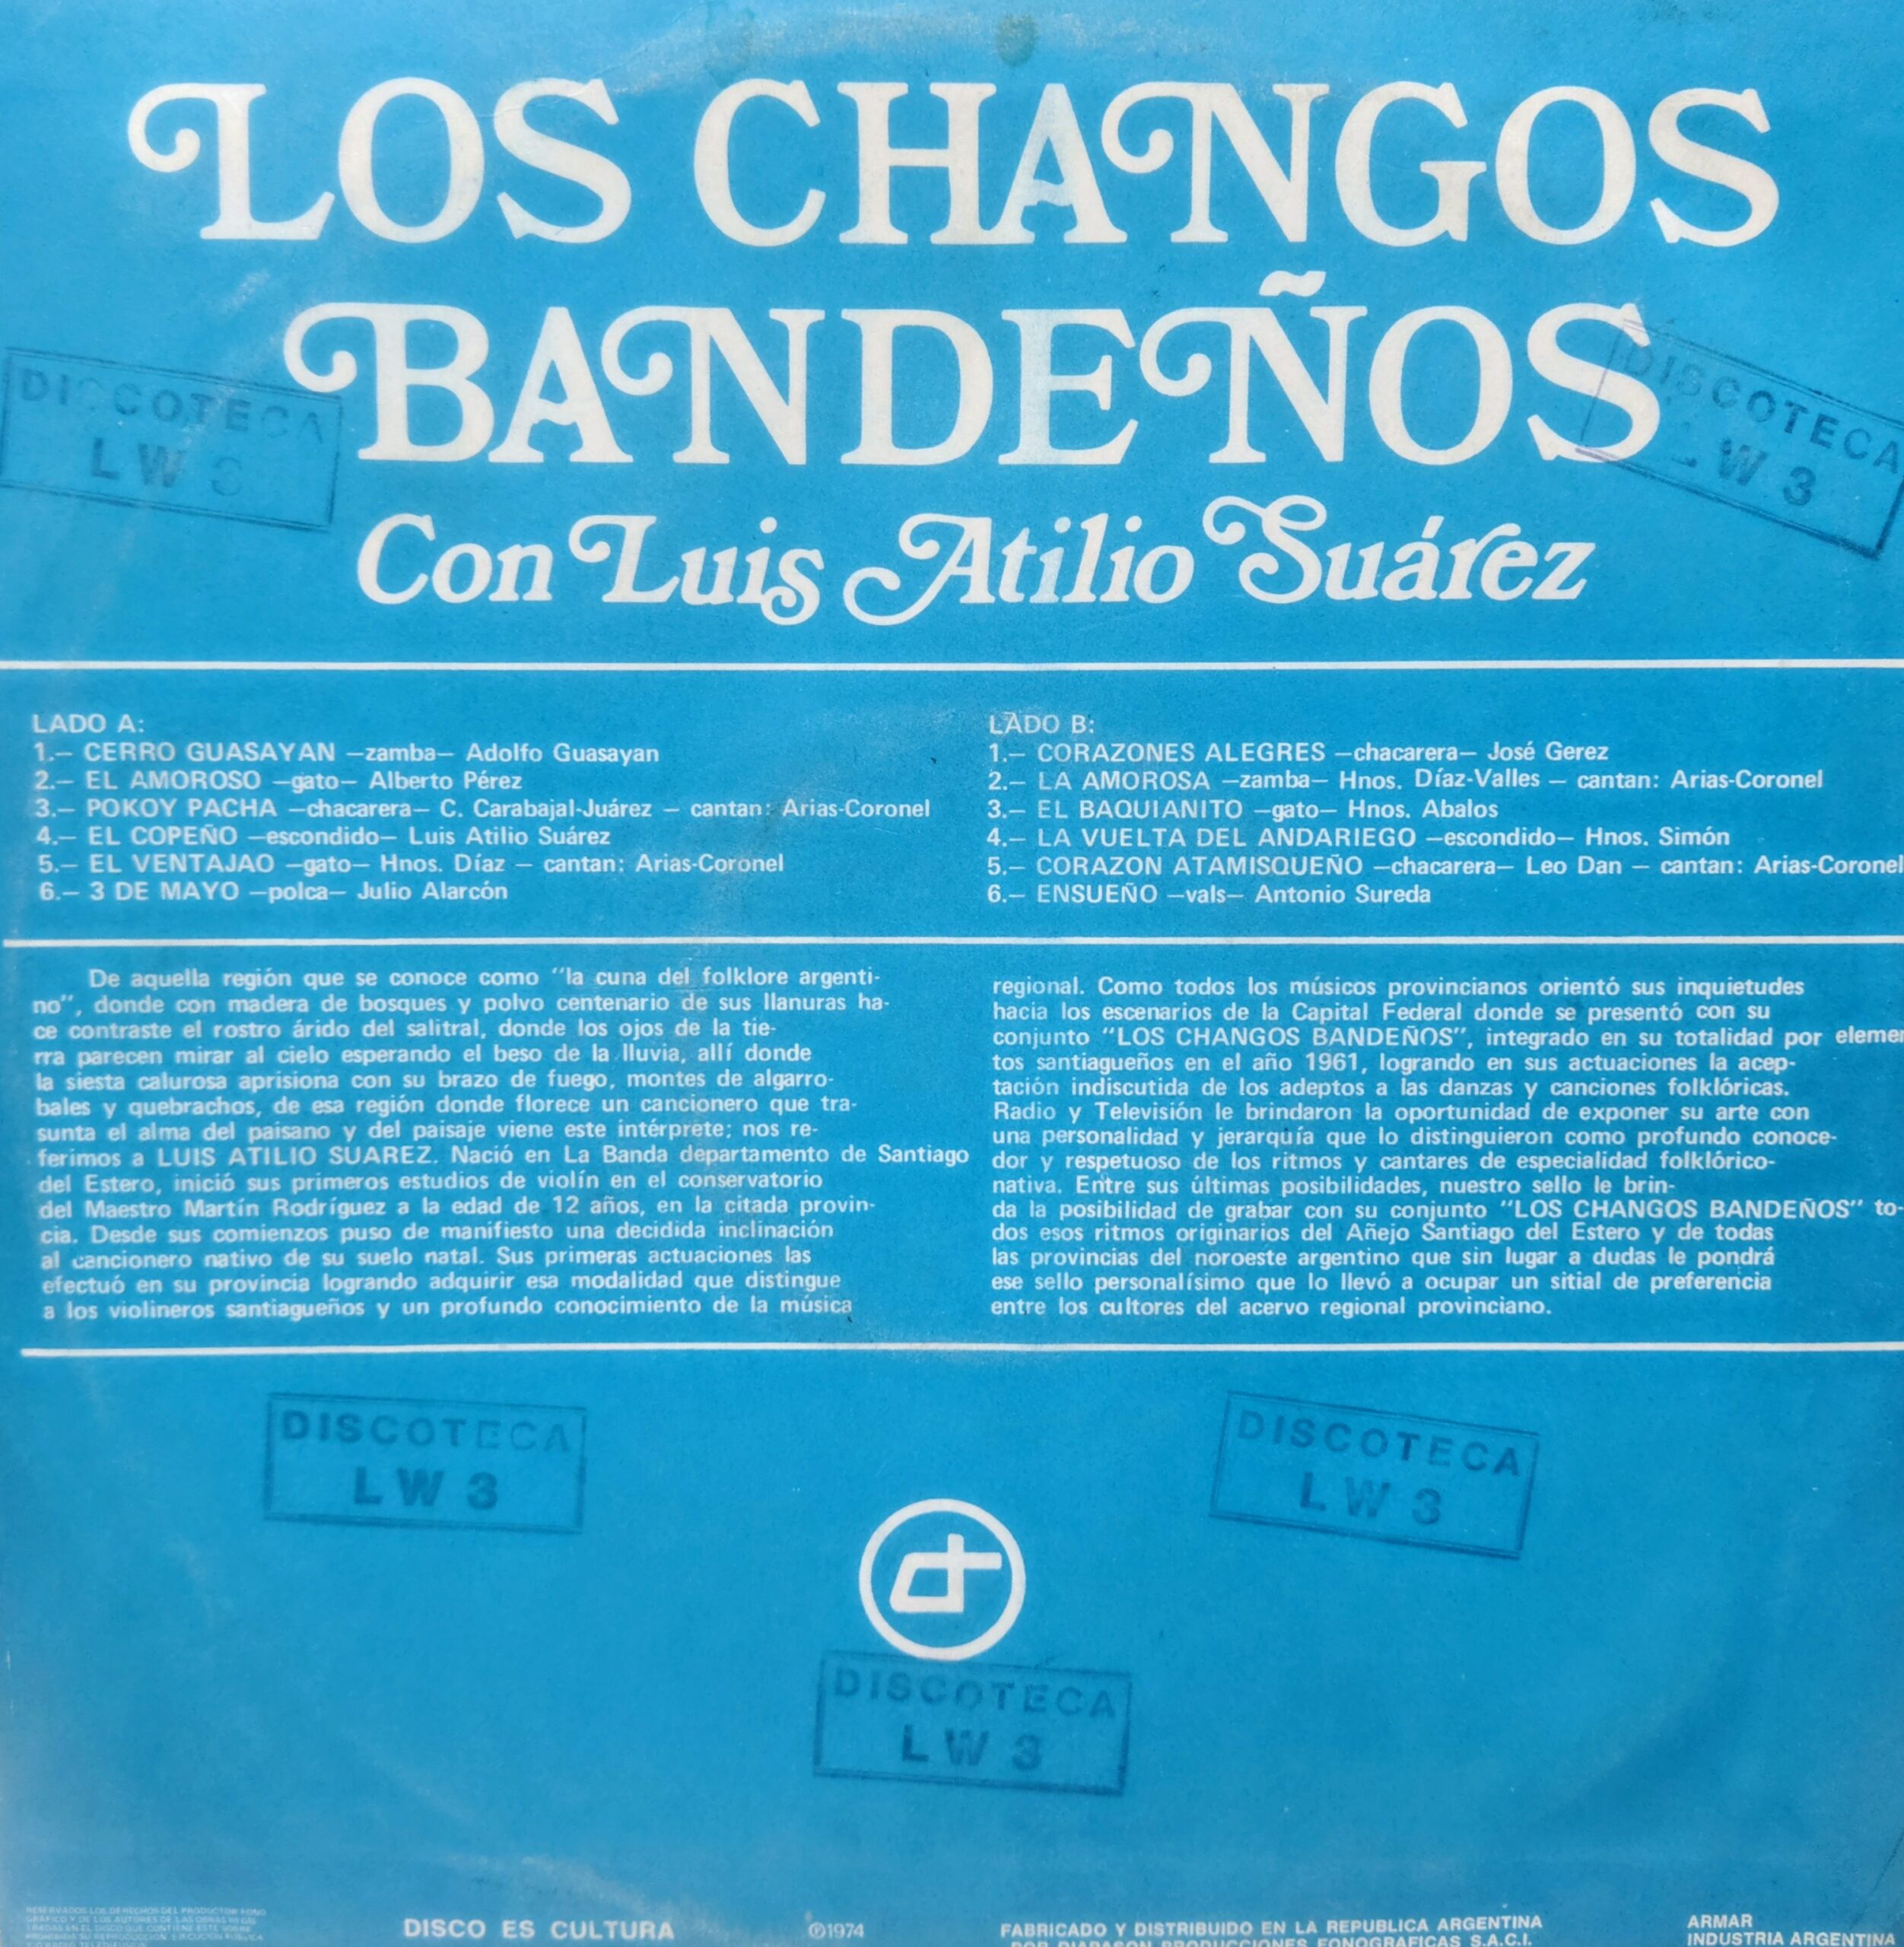 LOS CHANGOS
BANDEÑOS
DISCOTECA
LW 3
DISCOTECA
LW 3
Con Luis Atilio Suárez
LADO A:
1.— CERRO GUASAYAN —zamba— Adolfo Guasayan
2.— EL AMOROSO —gato— Alberto Pérez
3.— POKOY PACHA —chacarera— C. Carabajal-Juárez — cantan: Arias-Coronel
4.— EL COPEÑO —escondido— Luis Atilio Suárez
5.— EL VENTAJAO —gato— Hnos. Díaz — cantan: Arias-Coronel
6.— 3 DE MAYO —polca— Julio Alarcón
LADO B:
1.— CORAZONES ALEGRES —chacarera— José Gerez
2.— LA AMOROSA —zamba— Hnos. Díaz-Valles — cantan: Arias-Coronel
3.— EL BAQUIANITO —gato— Hnos. Abalos
4.— LA VUELTA DEL ANDARIEGO —escondido— Hnos. Simón
5.— CORAZON ATAMISQUEÑO —chacarera— Leo Dan — cantan: Arias-Coronel
6.— ENSUEÑO —vals— Antonio Sureda
De aquella región que se conoce como "la cuna del folklore argenti-
no", donde con madera de bosques y polvo centenario de sus llanuras ha-
ce contraste el rostro árido del salitral, donde los ojos de la tie-
rra parecen mirar al cielo esperando el beso de la lluvia, allí donde
la siesta calurosa aprisiona con su brazo de fuego, montes de algarro-
bales y quebrachos, de esa región donde florece un cancionero que tra-
sunta el alma del paisano y del paisaje viene este intérprete; nos re-
ferimos a LUIS ATILIO SUAREZ. Nació en La Banda departamento de Santiago
del Estero, inició sus primeros estudios de violín en el conservatorio
del Maestro Martín Rodríguez a la edad de 12 años, en la citada provin-
cia. Desde sus comienzos puso de manifiesto una decidida inclinación
al cancionero nativo de su suelo natal. Sus primeras actuaciones las
efectuó en su provincia logrando adquirir esa modalidad que distingue
a los violineros santiagueños y un profundo conocimiento de la música
regional. Como todos los músicos provincianos orientó sus inquietudes
hacia los escenarios de la Capital Federal donde se presentó con su
conjunto "LOS CHANGOS BANDEÑOS", integrado en su totalidad por elemen
tos santiagueños en el año 1961, logrando en sus actuaciones la acep-
tación indiscutida de los adeptos a las danzas y canciones folklóricas.
Radio y Televisión le brindaron la oportunidad de exponer su arte con
una personalidad y jerarquía que lo distinguieron como profundo conoce-
dor y respetuoso de los ritmos y cantares de especialidad folklórico-
nativa. Entre sus últimas posibilidades, nuestro sello le brin-
da la posibilidad de grabar con su conjunto "LOS CHANGOS BANDEÑOS" to-
dos esos ritmos originarios del Añejo Santiago del Estero y de todas
las provincias del noroeste argentino que sin lugar a dudas le pondrá
ese sello personalísimo que lo llevó a ocupar un sitial de preferencia
entre los cultores del acervo regional provinciano.
DISCOTECA
LW 3
DISCOTECA
LW 3
DISCOTECA
LW 3
RESERVADOS LOS DERECHOS DEL PRODUCTOR FONO
GRAFICO Y DE LOS AUTORES DE LAS OBRAS
DISCO ES CULTURA
℗1974
FABRICADO Y DISTRIBUIDO EN LA REPUBLICA ARGENTINA
POR DIAPASON PRODUCCIONES FONOGRAFICAS S.A.C.I.
ARMAR
INDUSTRIA ARGENTINA